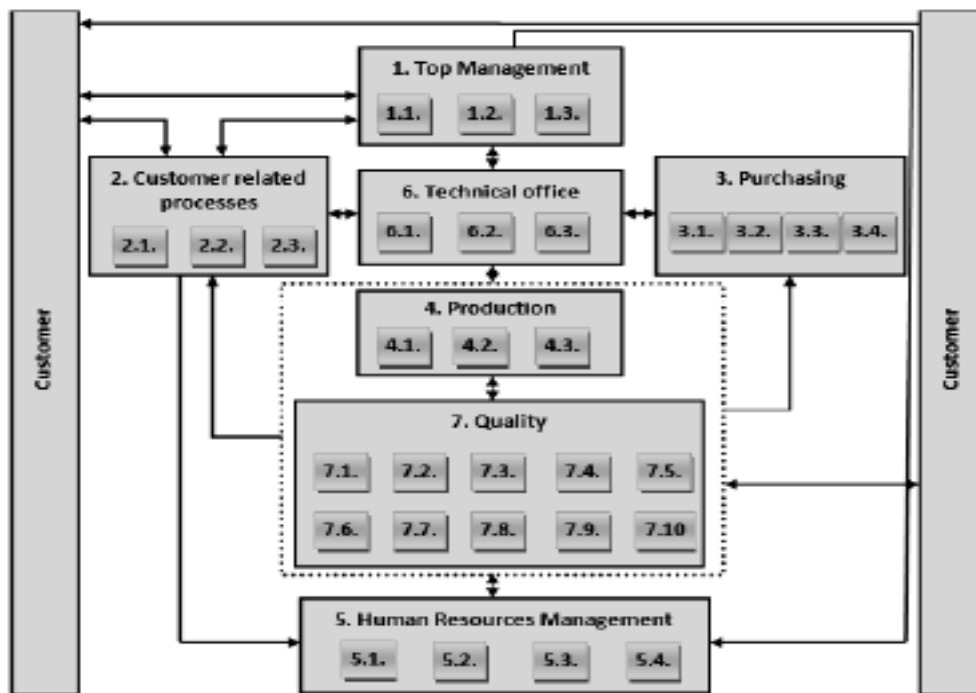 Customer
1. Top Management
1.1. 1.2. 1.3.
2. Customer related
processes
2.1. 2.2. 2.3.
6. Technical office
6.1. 6.2. 6.3.
3. Purchasing
3.1. 3.2. 3.3. 3.4.
4. Production
4.1. 4.2. 4.3.
7. Quality
7.1. 7.2. 7.3. 7.4. 7.5.
7.6. 7.7. 7.8. 7.9. 7.10
5. Human Resources Management
5.1. 5.2. 5.3. 5.4.
Customer